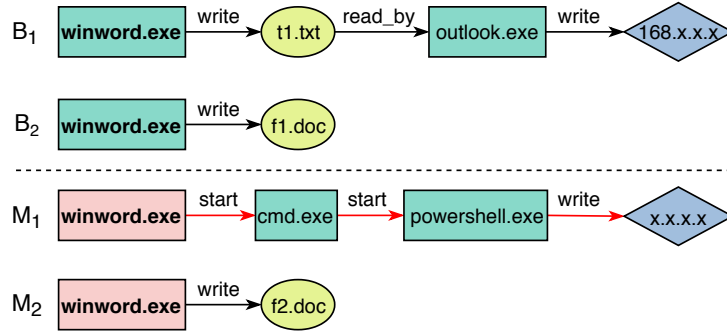 write read_by write
B1 winword.exe t1.txt outlook.exe 168.x.x.x
write
B2 winword.exe f1.doc
start start write
M1 winword.exe cmd.exe powershell.exe x.x.x.x
write
M2 winword.exe f2.doc